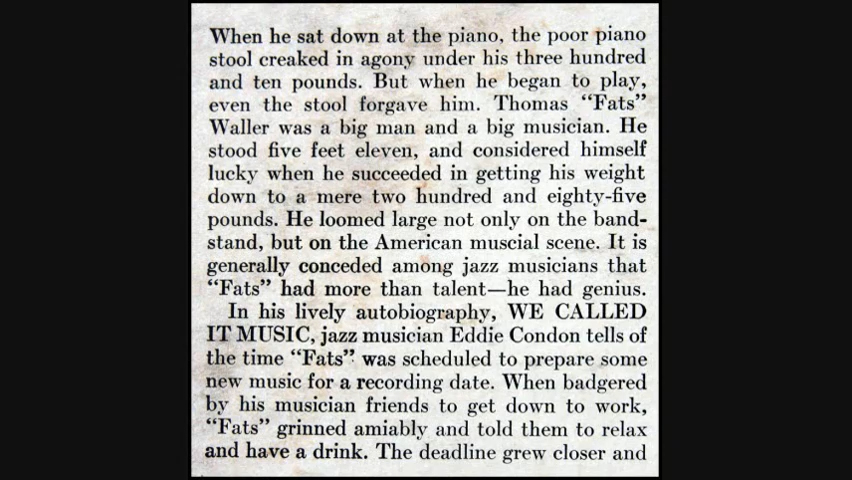 When he sat down at the piano, the poor piano
stool creaked in agony under his three hundred
and ten pounds. But when he began to play,
even the stool forgave him. Thomas “Fats”
Waller was a big man and a big musician. He
stood five feet eleven, and considered himself
lucky when he succeeded in getting his weight
down to a mere two hundred and eighty-five
pounds. He loomed large not only on the band-
stand, but on the American muscial scene. It is
generally conceded among jazz musicians that
“Fats” had more than talent—he had genius.
In his lively autobiography, WE CALLED
IT MUSIC, jazz musician Eddie Condon tells of
the time “Fats” was scheduled to prepare some
new music for a recording date. When badgered
by his musician friends to get down to work,
“Fats” grinned amiably and told them to relax
and have a drink. The deadline grew closer and